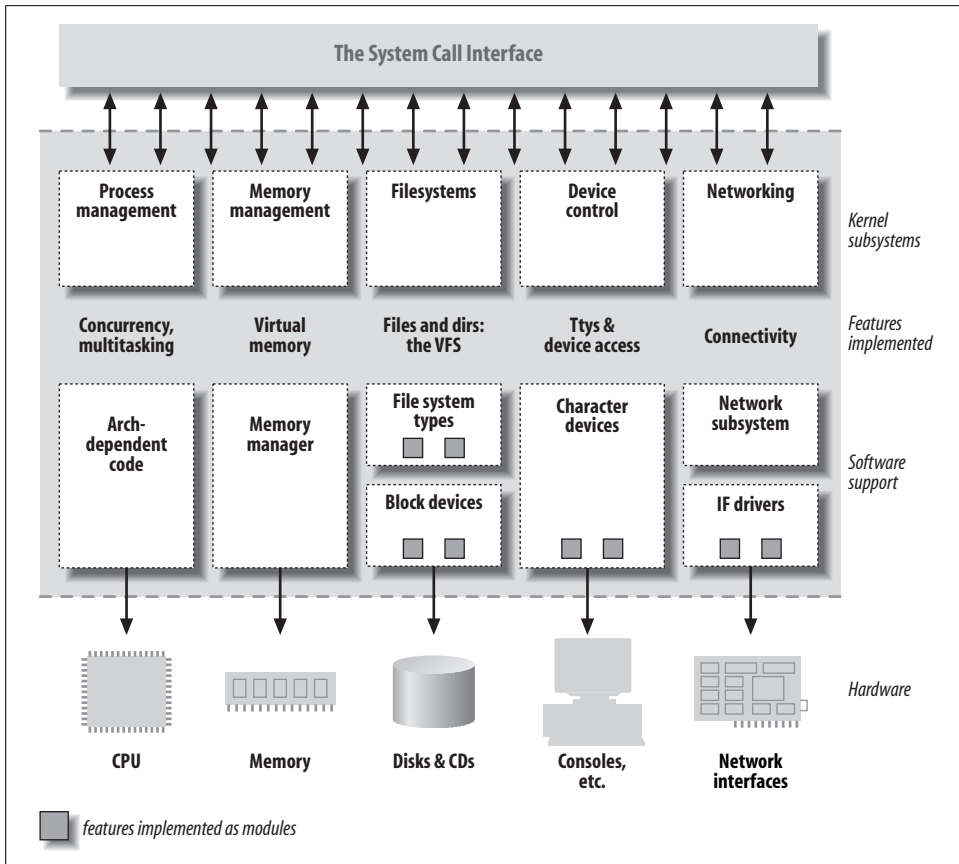 The System Call Interface
Process
management
Memory
management
Filesystems
Device
control
Networking
Kernel
subsystems
Concurrency,
multitasking
Virtual
memory
Files and dirs:
the VFS
Ttys &
device access
Connectivity
Features
implemented
Arch-
dependent
code
Memory
manager
File system
types
Block devices
Character
devices
Network
subsystem
IF drivers
Software
support
Hardware
CPU
Memory
Disks & CDs
Consoles,
etc.
Network
interfaces
features implemented as modules